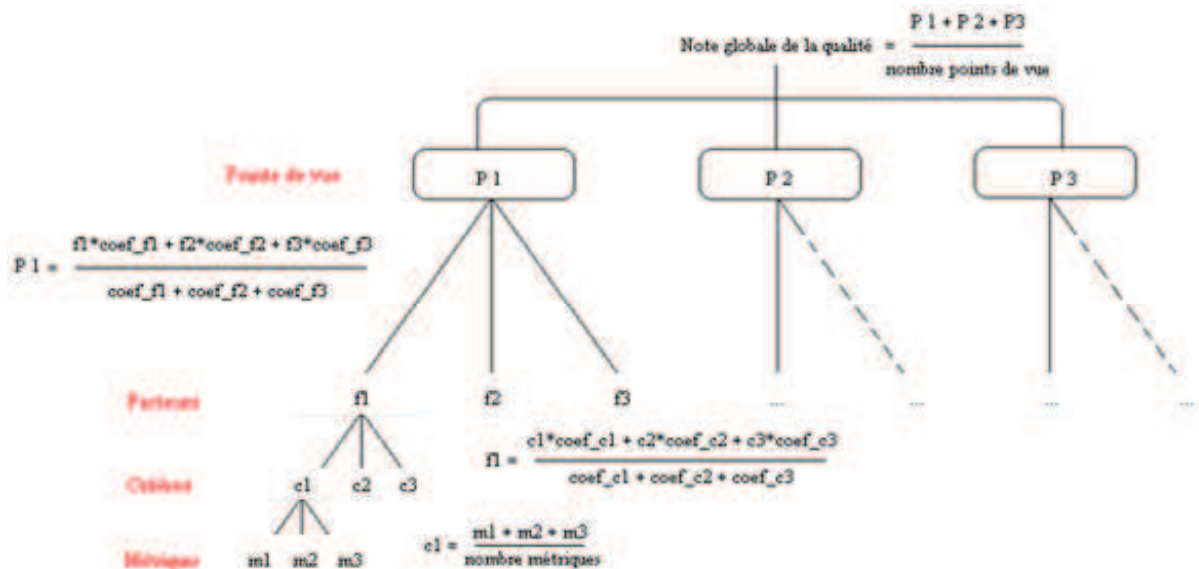 P 1 + P 2 + P3
Note globale de la qualité =
nombre points de vue
Points de vue
P 1
P 2
P 3
f1*coef_f1 + f2*coef_f2 + f3*coef_f3
P 1 =
coef_f1 + coef_f2 + coef_f3
Facteurs
f1
f2
f3
...
...
...
...
c1*coef_c1 + c2*coef_c2 + c3*coef_c3
f1 =
coef_c1 + coef_c2 + coef_c3
Critères
c1
c2
c3
m1 + m2 + m3
c1 =
nombre métriques
Métriques
m1
m2
m3